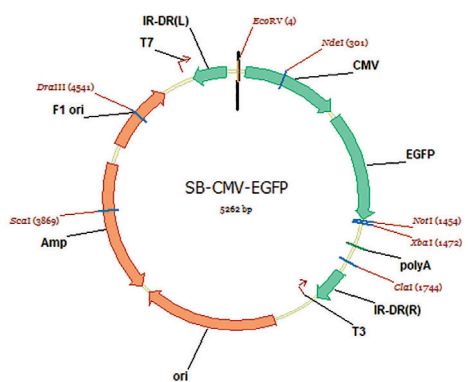 IR-DR(L)
EcoRV (4)
T7
NdeI (301)
CMV
DraIII (4541)
F1 ori
EGFP
SB-CMV-EGFP
5262 bp
NotI (1454)
ScaI (3869)
XbaI (1472)
Amp
polyA
ClaI (1744)
IR-DR(R)
T3
ori